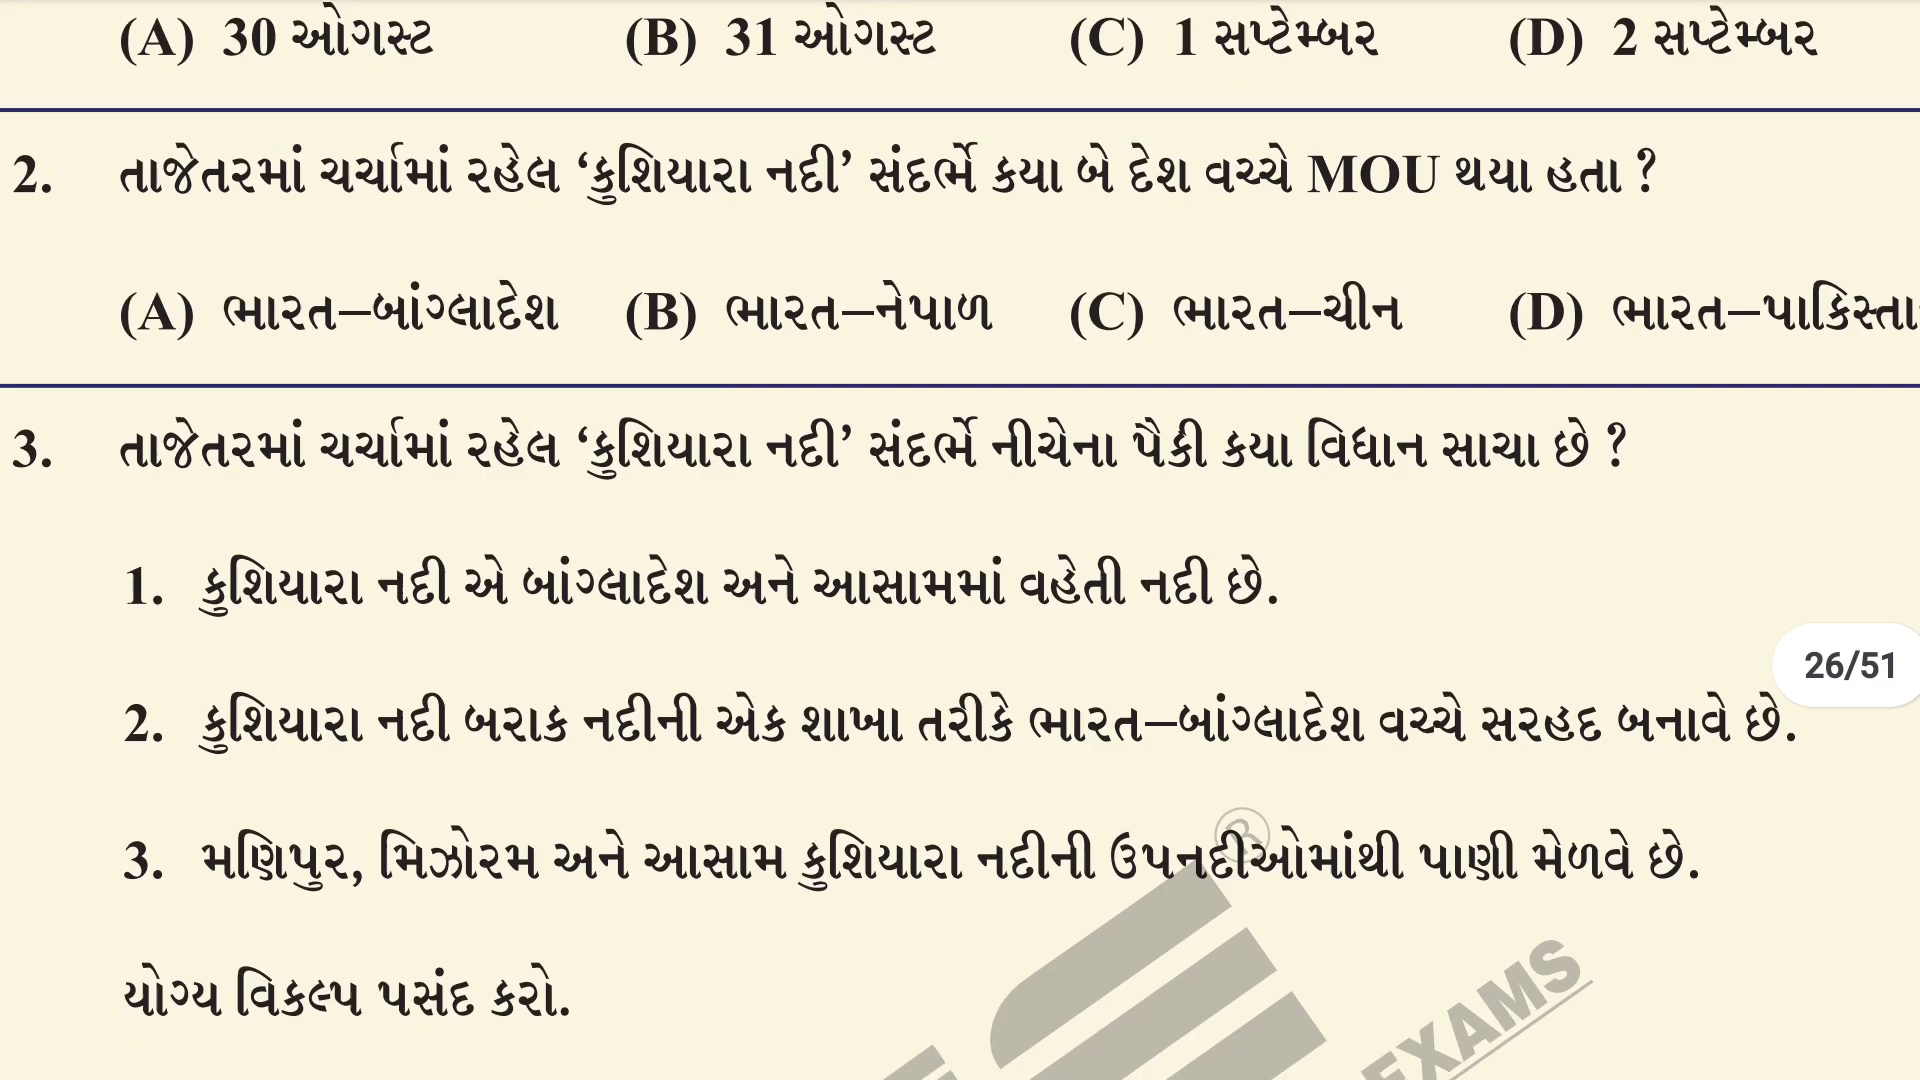 (A) 30 ઓગસ્ટ (B) 31 ઓગસ્ટ (C) 1 સપ્ટેમ્બર (D) 2 સપ્ટેમ્બર
2. તાજેતરમાં ચર્ચામાં રહેલ ‘કુશિયારા નદી’ સંદર્ભે કયા બે દેશ વચ્ચે MOU થયા હતા ?
(A) ભારત–બાંગ્લાદેશ (B) ભારત–નેપાળ (C) ભારત–ચીન (D) ભારત–પાકિસ્તા
3. તાજેતરમાં ચર્ચામાં રહેલ ‘કુશિયારા નદી’ સંદર્ભે નીચેના પૈકી કયા વિધાન સાચા છે ?
1. કુશિયારા નદી એ બાંગ્લાદેશ અને આસામમાં વહેતી નદી છે.
26/51
2. કુશિયારા નદી બરાક નદીની એક શાખા તરીકે ભારત–બાંગ્લાદેશ વચ્ચે સરહદ બનાવે છે.
3. મણિપુર, મિઝોરમ અને આસામ કુશિયારા નદીની ઉપનદીઓમાંથી પાણી મેળવે છે.
યોગ્ય વિકલ્પ પસંદ કરો.
EXAMS